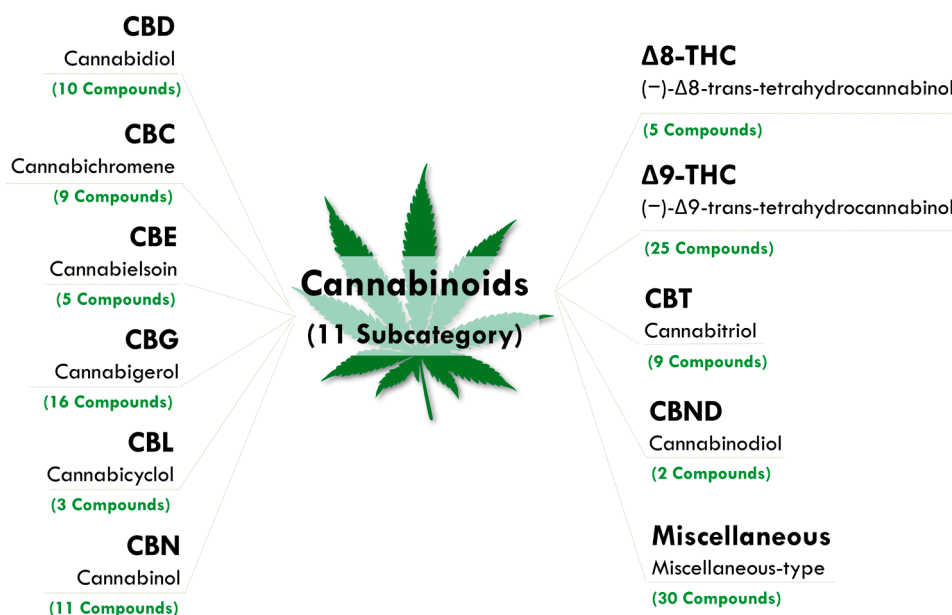 CBD
Cannabidiol
(10 Compounds)
CBC
Cannabichromene
(9 Compounds)
CBE
Cannabielsoin
(5 Compounds)
CBG
Cannabigerol
(16 Compounds)
CBL
Cannabicyclol
(3 Compounds)
CBN
Cannabinol
(11 Compounds)
Cannabinoids
(11 Subcategory)
Δ8-THC
(−)-Δ8-trans-tetrahydrocannabinol
(5 Compounds)
Δ9-THC
(−)-Δ9-trans-tetrahydrocannabinol
(25 Compounds)
CBT
Cannabitriol
(9 Compounds)
CBND
Cannabinodiol
(2 Compounds)
Miscellaneous
Miscellaneous-type
(30 Compounds)